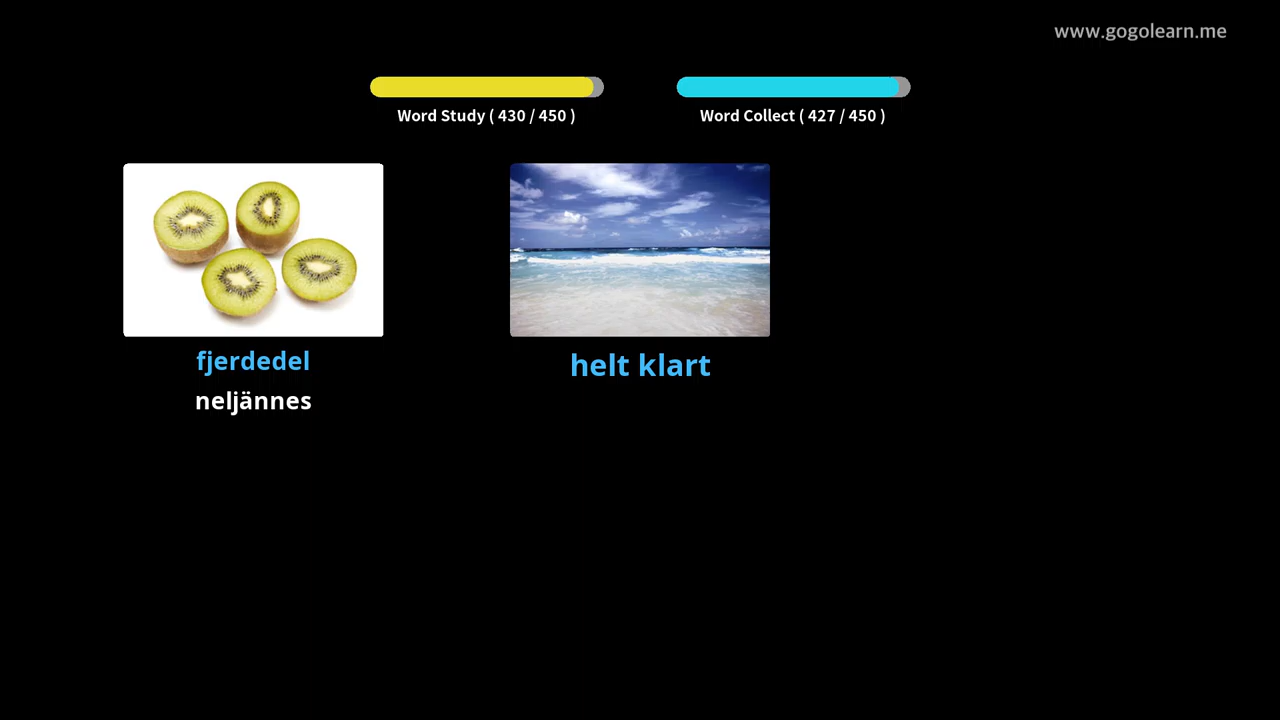 www.gogolearn.me
Word Study ( 430 / 450 )
Word Collect ( 427 / 450 )
fjerdedel
neljännes
helt klart